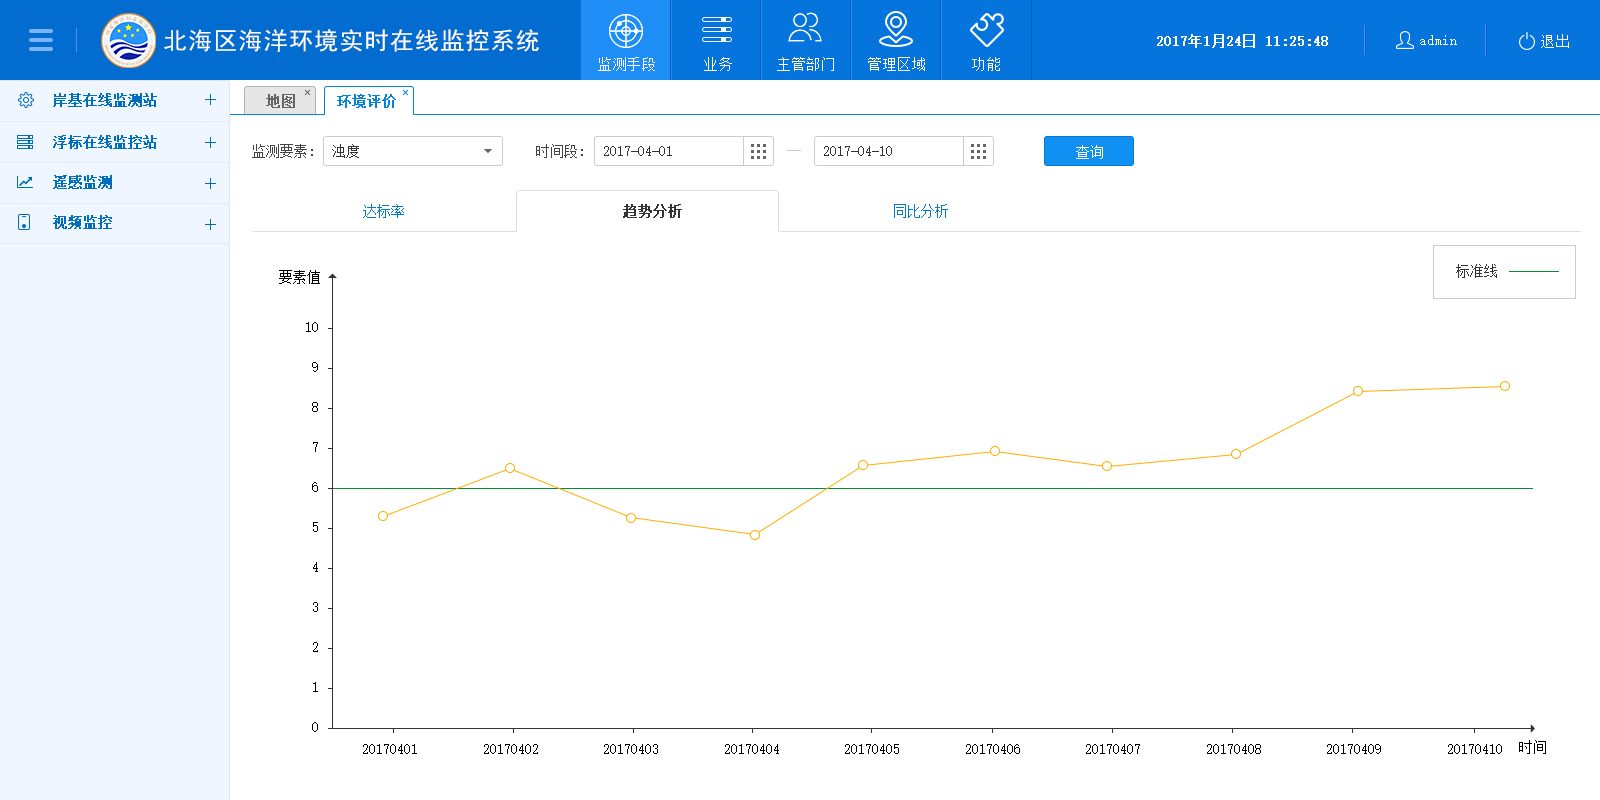 北海区海洋环境实时在线监控系统
监测手段
业务
主管部门
管理区域
功能
2017年1月24日 11:25:48
admin
退出
岸基在线监测站
浮标在线监控站
遥感监测
视频监控
地图
环境评价
监测要素：
浊度
时间段：
2017-04-01
2017-04-10
查询
达标率
趋势分析
同比分析
标准线
要素值
10
9
8
7
6
5
4
3
2
1
0
20170401
20170402
20170403
20170404
20170405
20170406
20170407
20170408
20170409
20170410
时间